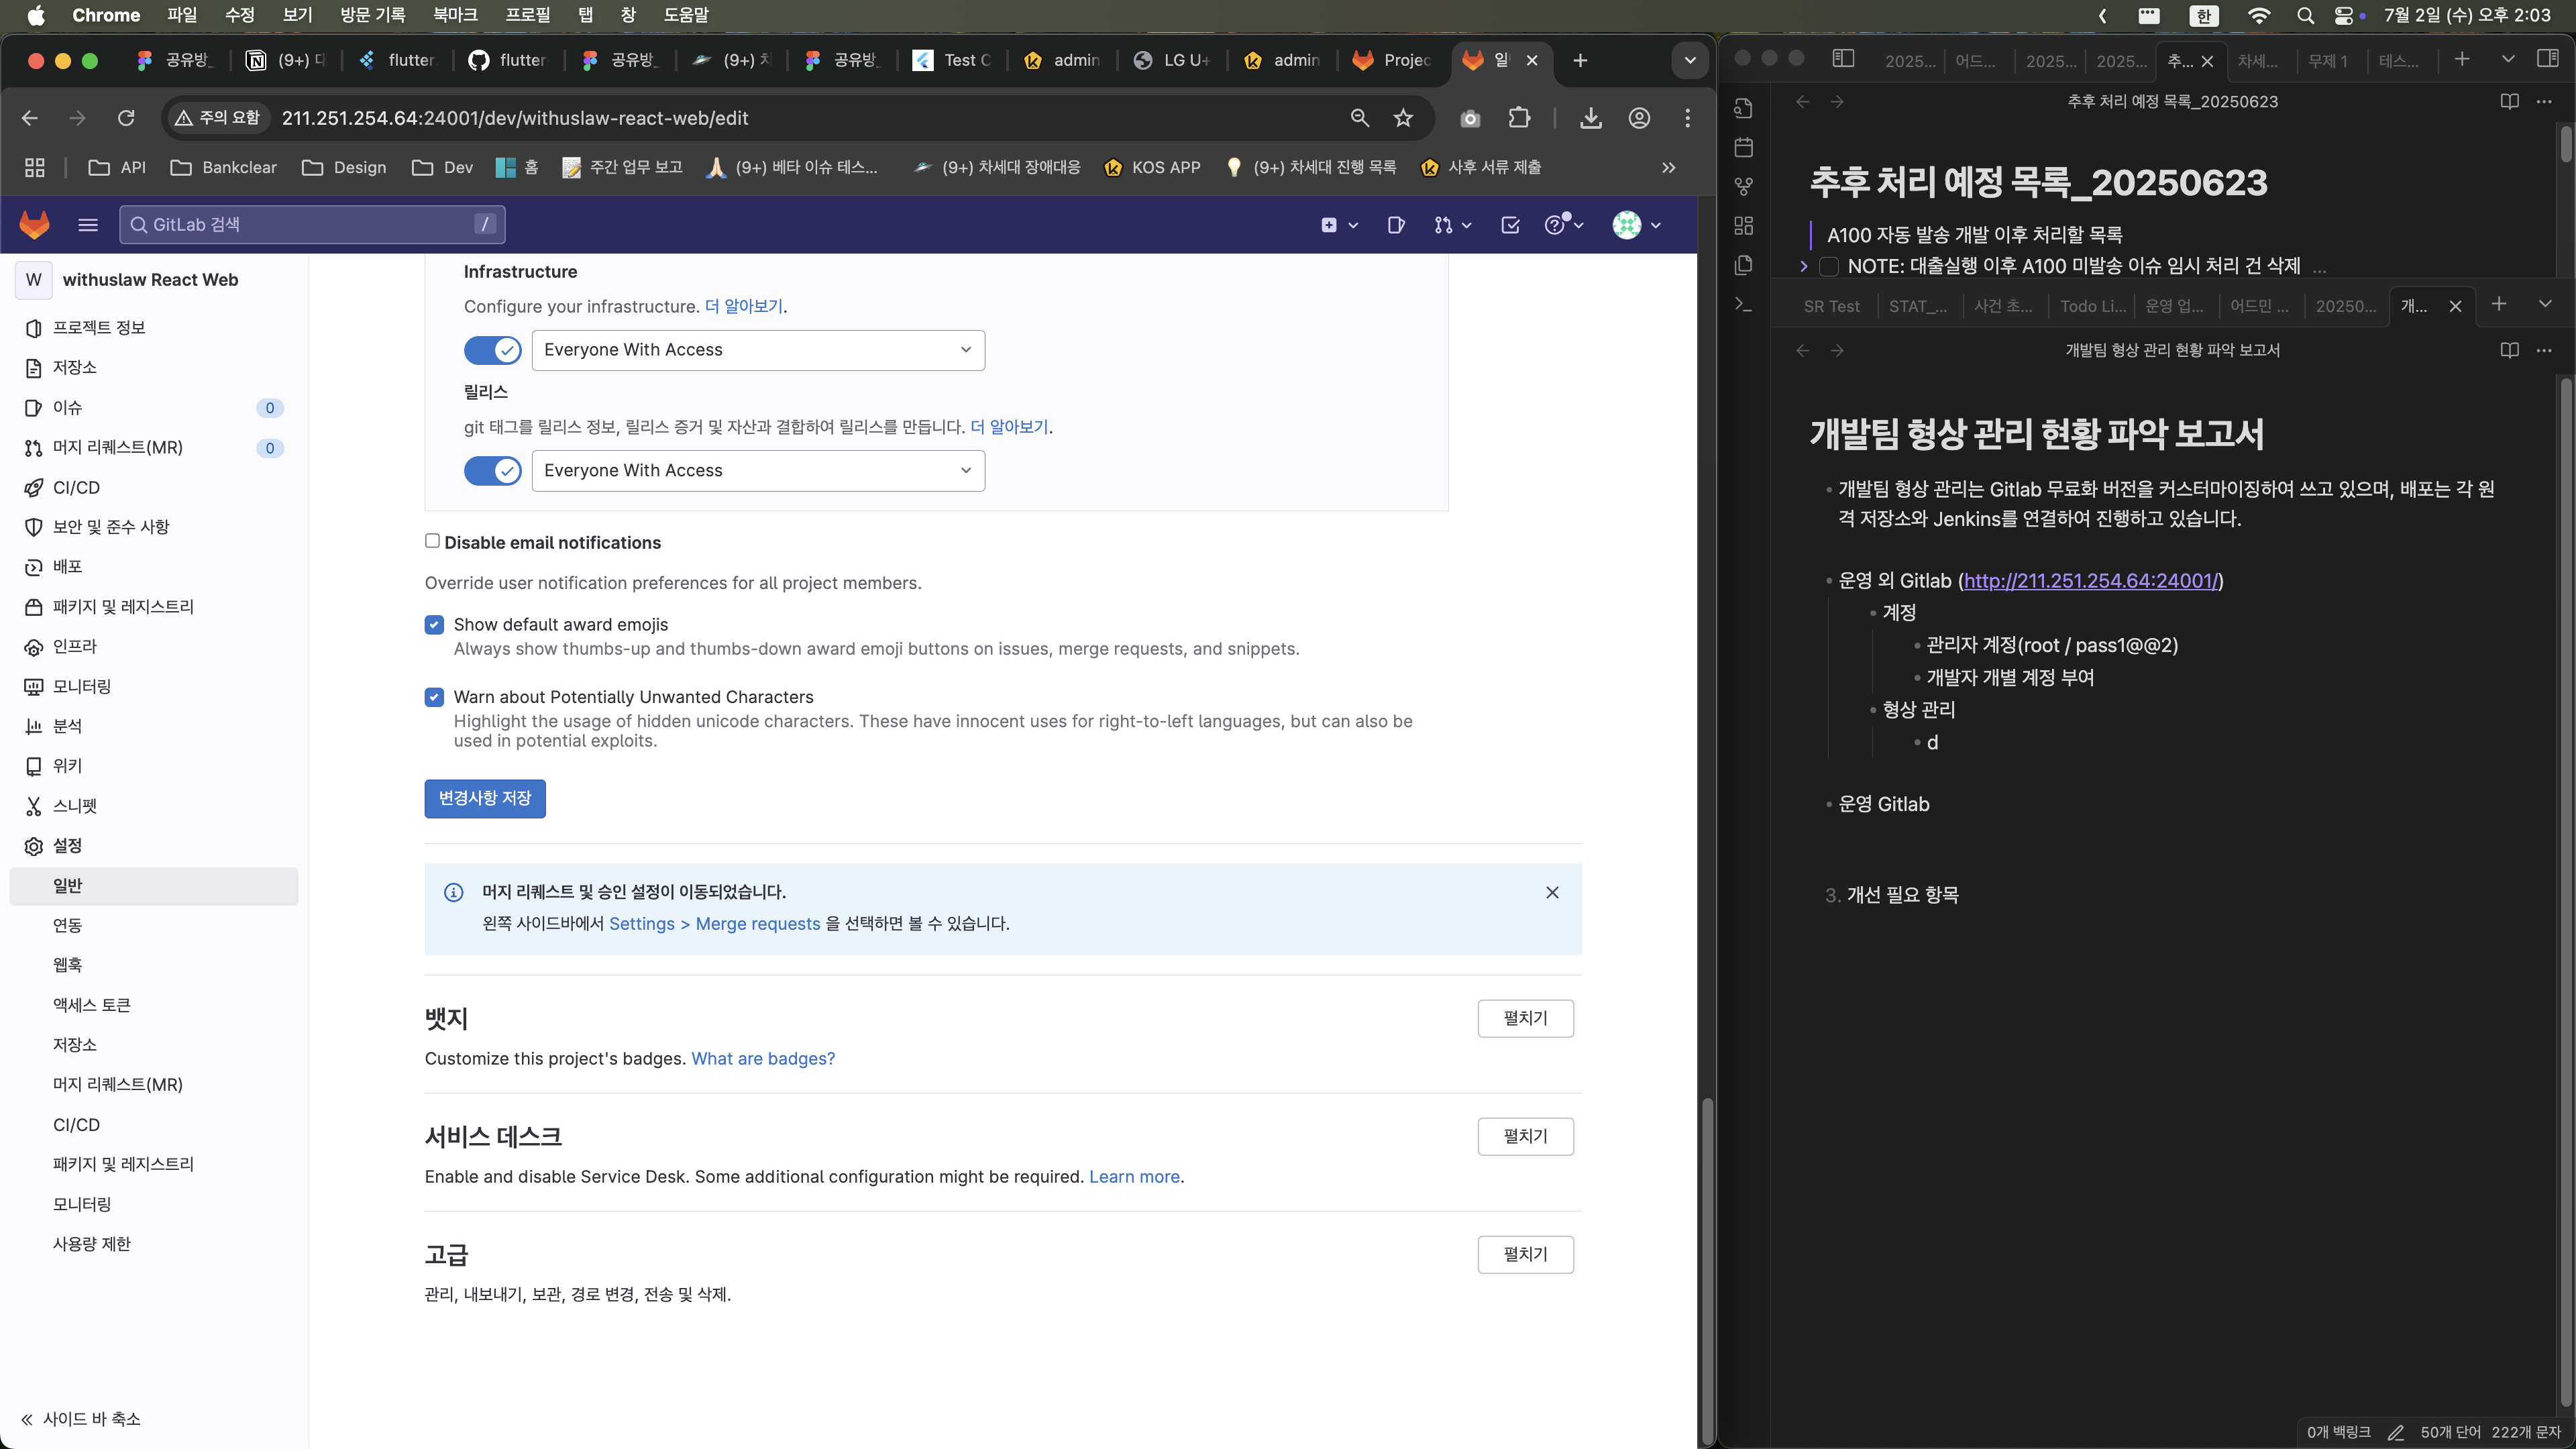 Chrome 파일 수정 보기 방문 기록 북마크 프로필 탭 창 도움말
한 7월 2일 (수) 오후 2:03
공유방_ (9+) flutter flutter 공유방_ (9+) 공유방_ Test C admin LG U+ admin Projec 일
주의 요함 211.251.254.64:24001/dev/withuslaw-react-web/edit
API Bankclear Design Dev 홈 주간 업무 보고 (9+) 베타 이슈 테스... (9+) 차세대 장애대응 KOS APP (9+) 차세대 진행 목록 사후 서류 제출
GitLab 검색 /
W withuslaw React Web
프로젝트 정보
저장소
이슈 0
머지 리퀘스트(MR) 0
CI/CD
보안 및 준수 사항
배포
패키지 및 레지스트리
인프라
모니터링
분석
위키
스니펫
설정
일반
연동
웹훅
액세스 토큰
저장소
머지 리퀘스트(MR)
CI/CD
패키지 및 레지스트리
모니터링
사용량 제한
사이드 바 축소
Infrastructure
Configure your infrastructure. 더 알아보기.
Everyone With Access
릴리스
git 태그를 릴리스 정보, 릴리스 증거 및 자산과 결합하여 릴리스를 만듭니다. 더 알아보기.
Everyone With Access
Disable email notifications
Override user notification preferences for all project members.
Show default award emojis
Always show thumbs-up and thumbs-down award emoji buttons on issues, merge requests, and snippets.
Warn about Potentially Unwanted Characters
Highlight the usage of hidden unicode characters. These have innocent uses for right-to-left languages, but can also be
used in potential exploits.
변경사항 저장
머지 리퀘스트 및 승인 설정이 이동되었습니다.
왼쪽 사이드바에서 Settings > Merge requests 을 선택하면 볼 수 있습니다.
뱃지
펼치기
Customize this project's badges. What are badges?
서비스 데스크
펼치기
Enable and disable Service Desk. Some additional configuration might be required. Learn more.
고급
펼치기
관리, 내보내기, 보관, 경로 변경, 전송 및 삭제.
2025... 어드... 2025... 2025... 추... 차세... 무제 1 테스...
추후 처리 예정 목록_20250623
추후 처리 예정 목록_20250623
A100 자동 발송 개발 이후 처리할 목록
NOTE: 대출실행 이후 A100 미발송 이슈 임시 처리 건 삭제 ...
SR Test STAT_... 사건 초... Todo Li... 운영 업... 어드민 ... 20250... 개...
개발팀 형상 관리 현황 파악 보고서
개발팀 형상 관리 현황 파악 보고서
개발팀 형상 관리는 Gitlab 무료화 버전을 커스터마이징하여 쓰고 있으며, 배포는 각 원
격 저장소와 Jenkins를 연결하여 진행하고 있습니다.
운영 외 Gitlab (http://211.251.254.64:24001/)
계정
관리자 계정(root / pass1@@2)
개발자 개별 계정 부여
형상 관리
d
운영 Gitlab
3. 개선 필요 항목
0개 백링크 50개 단어 222개 문자